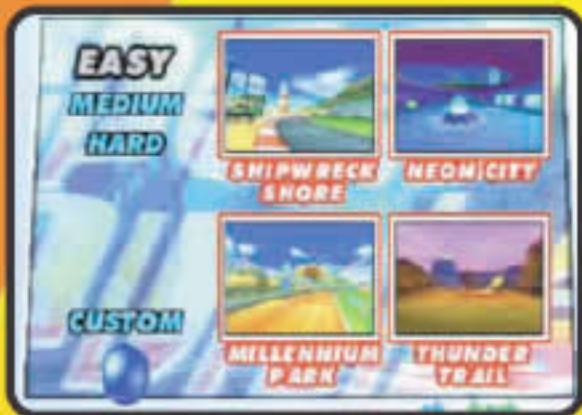 EASY
MEDIUM
HARD
SHIPWRECK
SHORE
NEON CITY
CUSTOM
MILLENNIUM
PARK
THUNDER
TRAIL